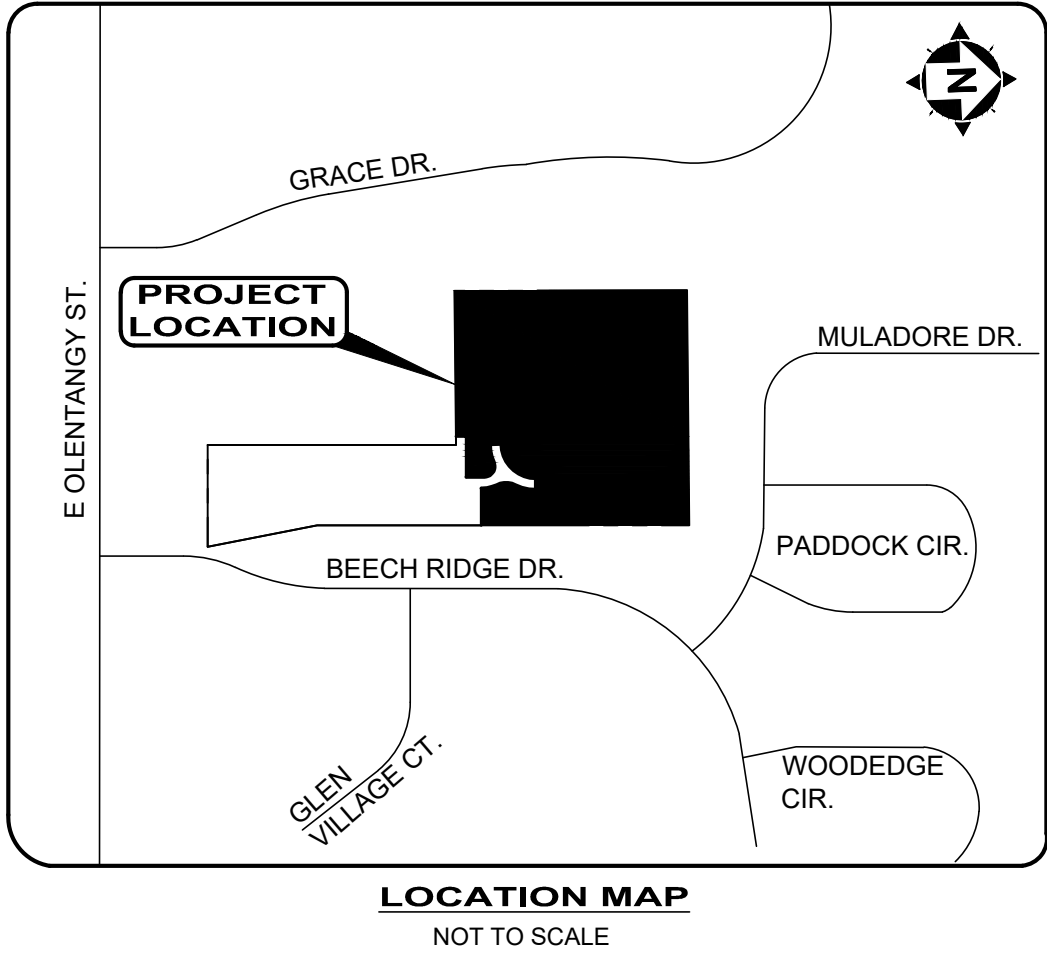 N
GRACE DR.
PROJECT
LOCATION
E OLENTANGY ST.
MULADORE DR.
PADDOCK CIR.
BEECH RIDGE DR.
GLEN
VILLAGE CT.
WOODEDGE
CIR.
LOCATION MAP
NOT TO SCALE